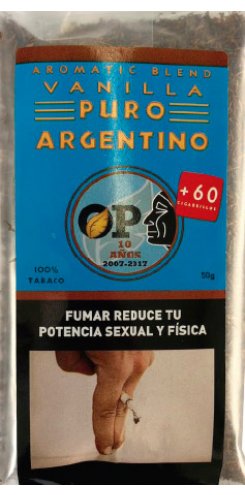 AROMATIC BLEND
VANILLA
PURO
ARGENTINO
+60
CIGARRILLOS
OP
10
AÑOS
2007-2317
100%
TABACO
50g
FUMAR REDUCE TU
POTENCIA SEXUAL Y FÍSICA